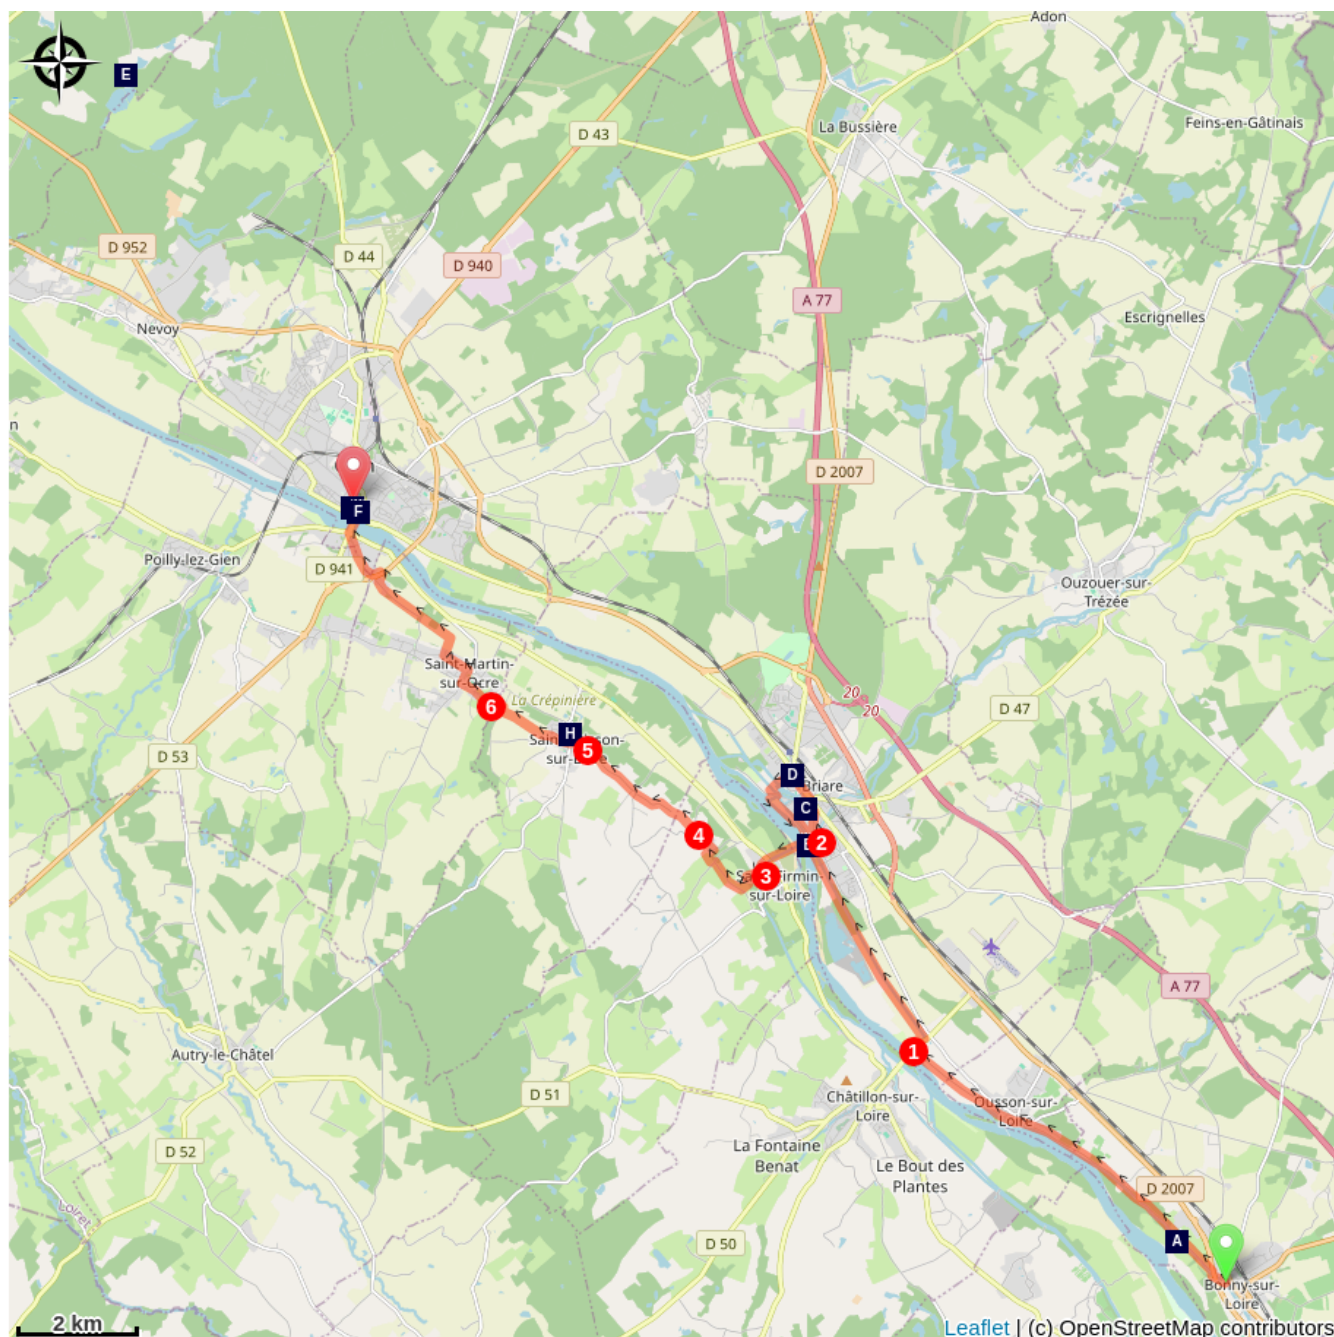 Adon
E
D 43
La Bussière
Feins-en-Gâtinais
D 952
D 44
D 940
A 77
Escrignelles
Nevoy
n
D 2007
F
Poilly-lez-Gien
D 941
Ouzouer-sur-
Trézée
Saint-Martin-
sur-Ocre
20
20
6
La Crépinière
D 47
H
5
D 53
D
Briare
C
4
2
3
sur-Loire
A 77
1
Autry-le-Châtel
D 51
Châtillon-sur-
Loire
Ousson-sur-
Loire
La Fontaine
Benat
D 52
Le Bout des
Plantes
D 2007
Loiret
D 50
A
Bonny-sur-
Loire
2 km
Leaflet | (c) OpenStreetMap contributors